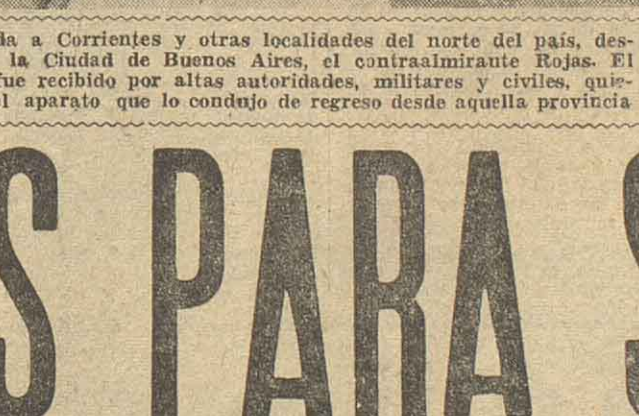 da a Corrientes y otras localidades del norte del país, des-
la Ciudad de Buenos Aires, el contraalmirante Rojas. El
fue recibido por altas autoridades, militares y civiles, quie-
el aparato que lo condujo de regreso desde aquella provincia
S PARA S